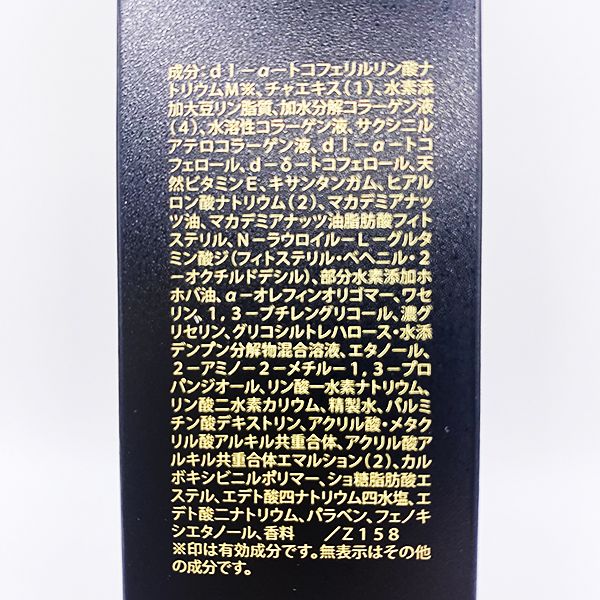 成分:dl－α－トコフェリルリン酸ナ
トリウムM※、チャエキス(1)、水素添
加大豆リン脂質、加水分解コラーゲン液
(4)、水溶性コラーゲン液、サクシニル
アテロコラーゲン液、dl－α－トコ
フェロール、d－δ－トコフェロール、天
然ビタミンE、キサンタンガム、ヒアル
ロン酸ナトリウム(2)、マカデミアナッ
ツ油、マカデミアナッツ油脂肪酸フィト
ステリル、N－ラウロイル－L－グルタ
ミン酸ジ(フィトステリル・ベヘニル・2
－オクチルドデシル)、部分水素添加ホ
ホバ油、α－オレフィンオリゴマー、ワセ
リン、1，3－ブチレングリコール、濃グ
リセリン、グリコシルトレハロース・水添
デンプン分解物混合溶液、エタノール、
2－アミノ－2－メチル－1，3－プロ
パンジオール、リン酸一水素ナトリウム、
リン酸二水素カリウム、精製水、パルミ
チン酸デキストリン、アクリル酸・メタク
リル酸アルキル共重合体、アクリル酸ア
ルキル共重合体エマルション(2)、カル
ボキシビニルポリマー、ショ糖脂肪酸エ
ステル、エデト酸四ナトリウム四水塩、エ
デト酸二ナトリウム、パラベン、フェノキ
シエタノール、香料　／Z158
※印は有効成分です。無表示はその他
の成分です。